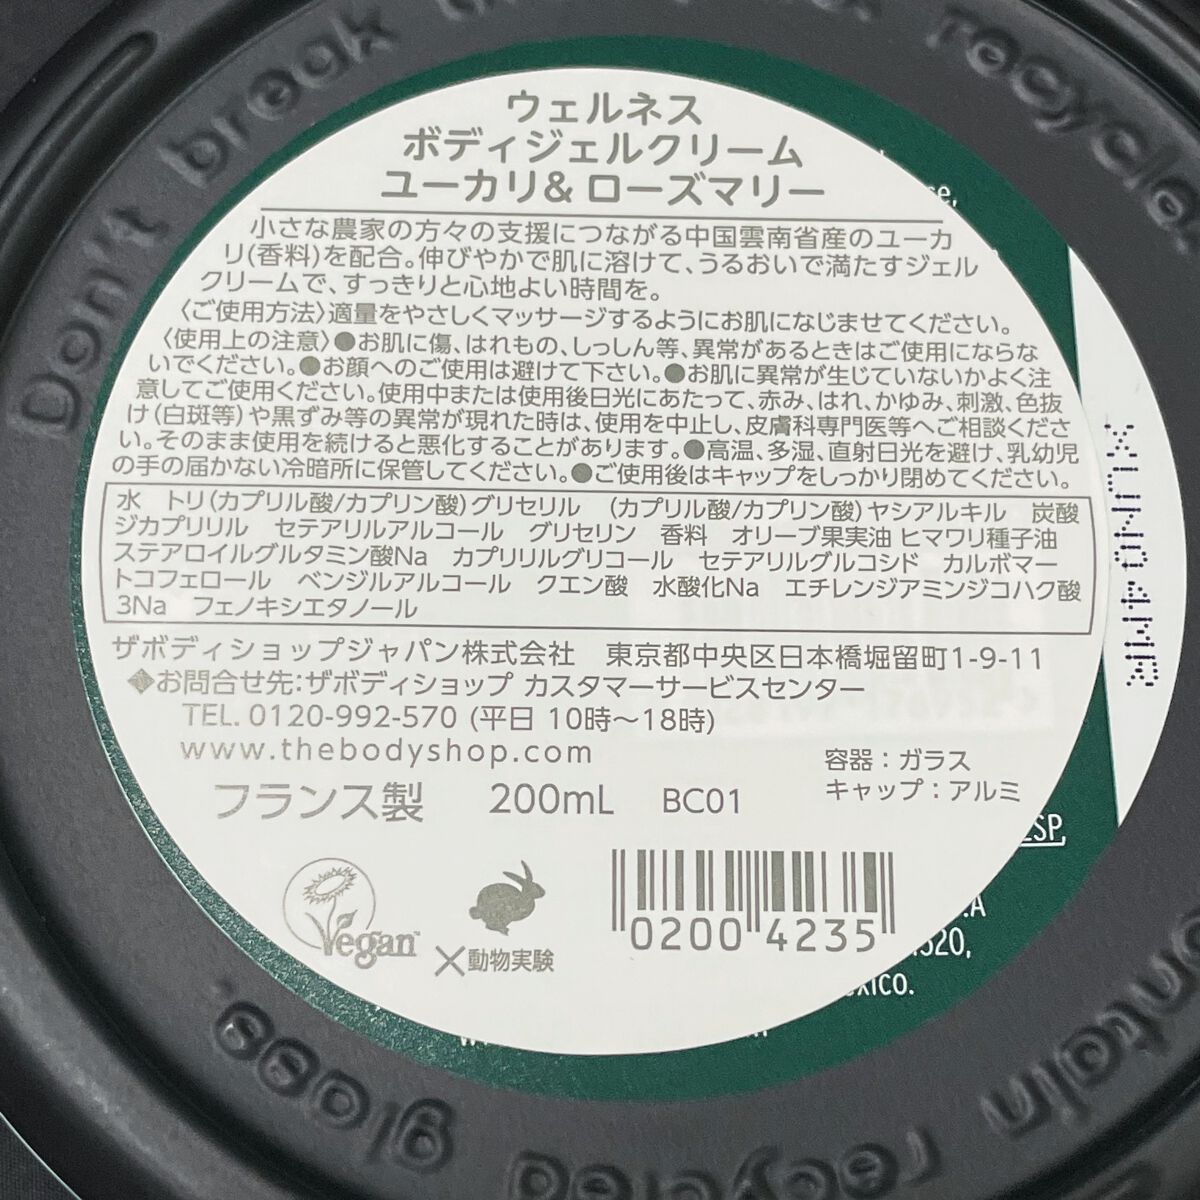 ウェルネス
ボディジェルクリーム
ユーカリ& ローズマリー
小さな農家の方々の支援につながる中国雲南省産のユーカ
リ(香料)を配合。伸びやかで肌に溶けて、うるおいで満たすジェル
クリームで、すっきりと心地よい時間を。
〈ご使用方法〉適量をやさしくマッサージするようにお肌になじませてください。
〈使用上の注意〉●お肌に傷、はれもの、しっしん等、異常があるときはご使用にならな
いでください。●お顔へのご使用は避けて下さい。●お肌に異常が生じていないかよく注
意してご使用ください。使用中または使用後日光にあたって、赤み、はれ、かゆみ、刺激、色抜
け(白斑等)や黒ずみ等の異常が現れた時は、使用を中止し、皮膚科専門医等へご相談くださ
い。そのまま使用を続けると悪化することがあります。●高温、多湿、直射日光を避け、乳幼児
の手の届かない冷暗所に保管してください。●ご使用後はキャップをしっかり閉めてください。
水　トリ(カプリル酸/カプリン酸)グリセリル　(カプリル酸/カプリン酸)ヤシアルキル　炭酸
ジカプリリル　セテアリルアルコール　グリセリン　香料　オリーブ果実油 ヒマワリ種子油
ステアロイルグルタミン酸Na　カプリリルグリコール　セテアリルグルコシド　カルボマー
トコフェロール　ベンジルアルコール　クエン酸　水酸化Na　エチレンジアミンジコハク酸
3Na　フェノキシエタノール
ザボディショップジャパン株式会社　東京都中央区日本橋堀留町1-9-11
◆お問合せ先:ザボディショップ カスタマーサービスセンター
TEL. 0120-992-570 (平日 10時～18時)
www.thebodyshop.com
容器：ガラス
キャップ：アルミ
フランス製 200mL BC01
Vegan™
×動物実験
02004235
ESP,
.A
520,
Don't break
recycle.
recycled glass.